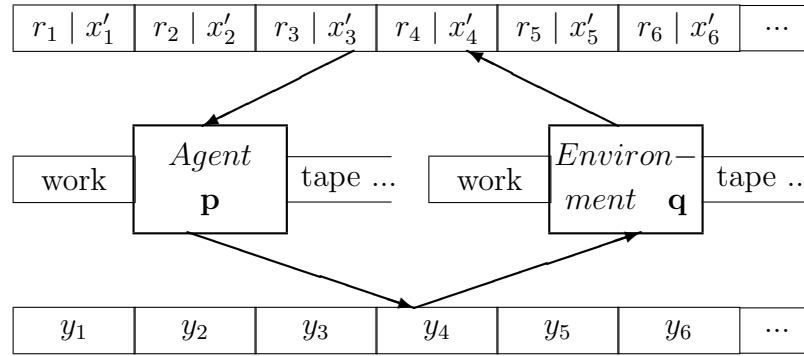 r₁ | x′₁ r₂ | x′₂ r₃ | x′₃ r₄ | x′₄ r₅ | x′₅ r₆ | x′₆ ...
work Agent p tape ... work Environ– ment q tape ...
y₁ y₂ y₃ y₄ y₅ y₆ ...